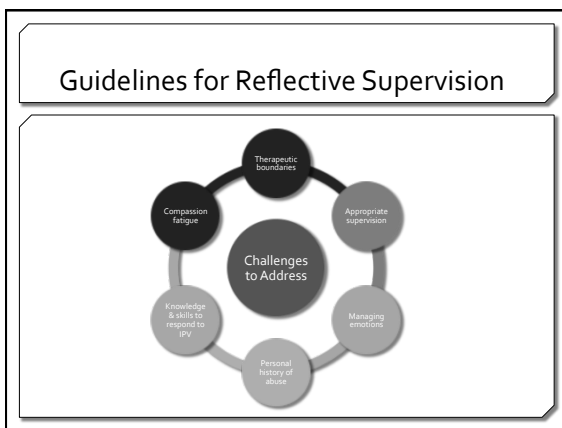 Guidelines for Reflective Supervision
Therapeutic
boundaries
Compassion
fatigue
Appropriate
supervision
Challenges
to Address
Knowledge
& skills to
respond to
IPV
Managing
emotions
Personal
history of
abuse